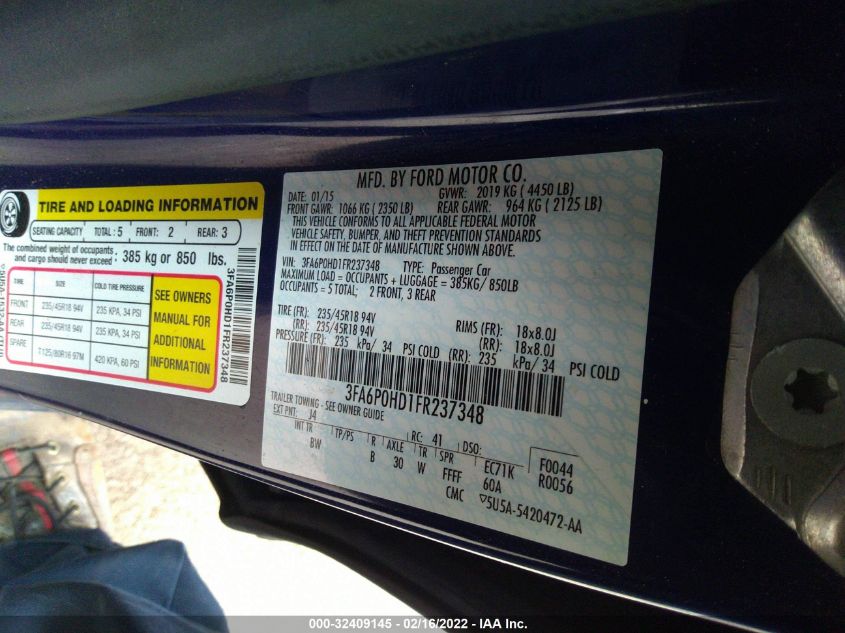 TIRE AND LOADING INFORMATION
SEATING CAPACITY TOTAL: 5 FRONT: 2 REAR: 3
The combined weight of occupants
and cargo should never exceed: 385 kg or 850 lbs.
TIRE SIZE COLD TIRE PRESSURE
FRONT 235/45R18 94V 235 KPA, 34 PSI
REAR 235/45R18 94V 235 KPA, 34 PSI
SPARE T125/80R16 97M 420 KPA, 60 PSI
SEE OWNERS
MANUAL FOR
ADDITIONAL
INFORMATION
3FA6P0HD1FR237348
MFD. BY FORD MOTOR CO.
DATE: 01/15 GVWR: 2019 KG ( 4450 LB)
FRONT GAWR: 1066 KG ( 2350 LB) REAR GAWR: 964 KG ( 2125 LB)
THIS VEHICLE CONFORMS TO ALL APPLICABLE FEDERAL MOTOR
VEHICLE SAFETY, BUMPER, AND THEFT PREVENTION STANDARDS
IN EFFECT ON THE DATE OF MANUFACTURE SHOWN ABOVE.
VIN: 3FA6P0HD1FR237348 TYPE: Passenger Car
MAXIMUM LOAD = OCCUPANTS + LUGGAGE = 385KG/ 850LB
OCCUPANTS = 5 TOTAL; 2 FRONT, 3 REAR
TIRE (FR): 235/45R18 94V RIMS (FR): 18x8.0J
(RR): 235/45R18 94V (RR): 18x8.0J
PRESSURE (FR): 235 kPa/ 34 PSI COLD (RR): 235 kPa/ 34 PSI COLD
3FA6P0HD1FR237348
TRAILER TOWING - SEE OWNER GUIDE
EXT PNT: J4 RC: 41 DSO:
INT TR TP/PS R AXLE TR SPR EC71K F0044
BW B 30 W FFFF 60A R0056
CMC ▽5U5A-5420472-AA
000-32409145 - 02/16/2022 - IAA Inc.